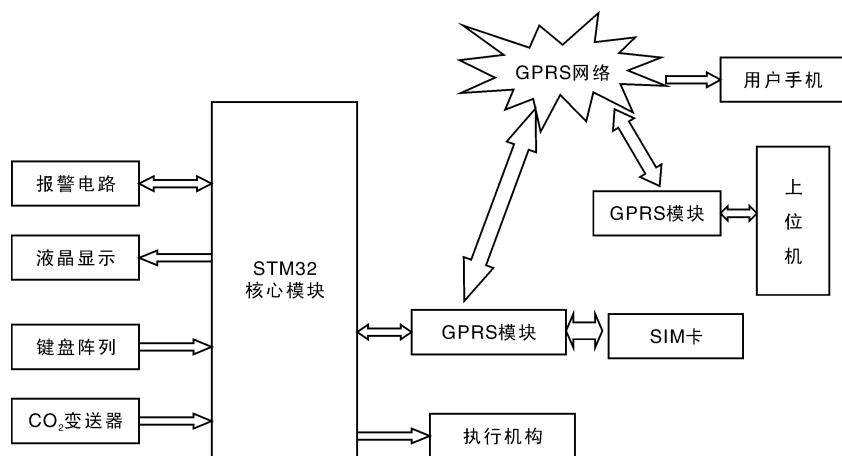 GPRS网络
用户手机
报警电路
上
位
机
GPRS模块
液晶显示
STM32
核心模块
键盘阵列
GPRS模块
SIM卡
CO₂变送器
执行机构